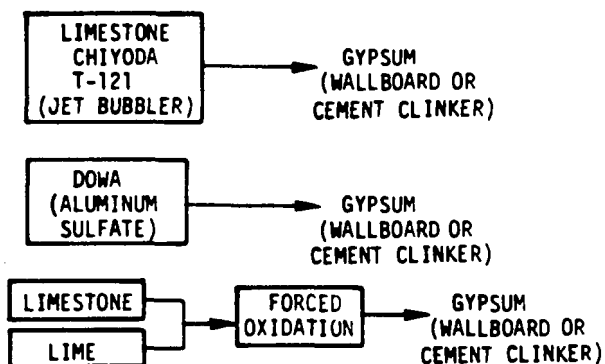 LIMESTONE
CHIYODA
T-121
(JET BUBBLER)
GYPSUM
(WALLBOARD OR
CEMENT CLINKER)
DOWA
(ALUMINUM
SULFATE)
GYPSUM
(WALLBOARD OR
CEMENT CLINKER)
LIMESTONE
LIME
FORCED
OXIDATION
GYPSUM
(WALLBOARD OR
CEMENT CLINKER)